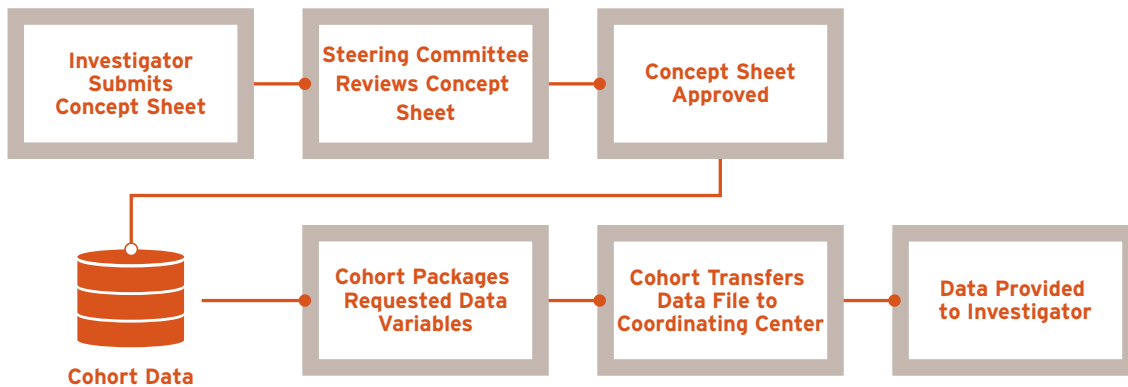 Investigator
Submits
Concept Sheet
Steering Committee
Reviews Concept
Sheet
Concept Sheet
Approved
Cohort Data
Cohort Packages
Requested Data
Variables
Cohort Transfers
Data File to
Coordinating Center
Data Provided
to Investigator